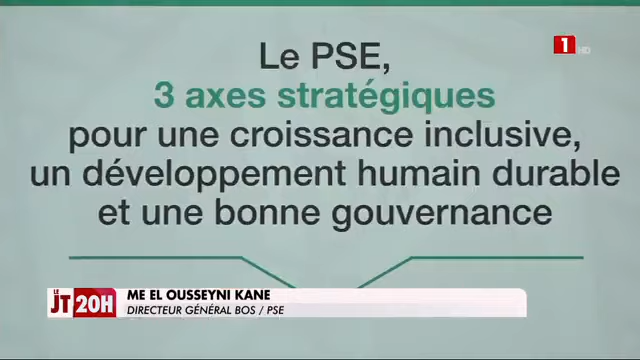 Le PSE,
1 HD
3 axes stratégiques
pour une croissance inclusive,
un développement humain durable
et une bonne gouvernance
LE JT 20H
ME EL OUSSEYNI KANE
DIRECTEUR GÉNÉRAL BOS / PSE